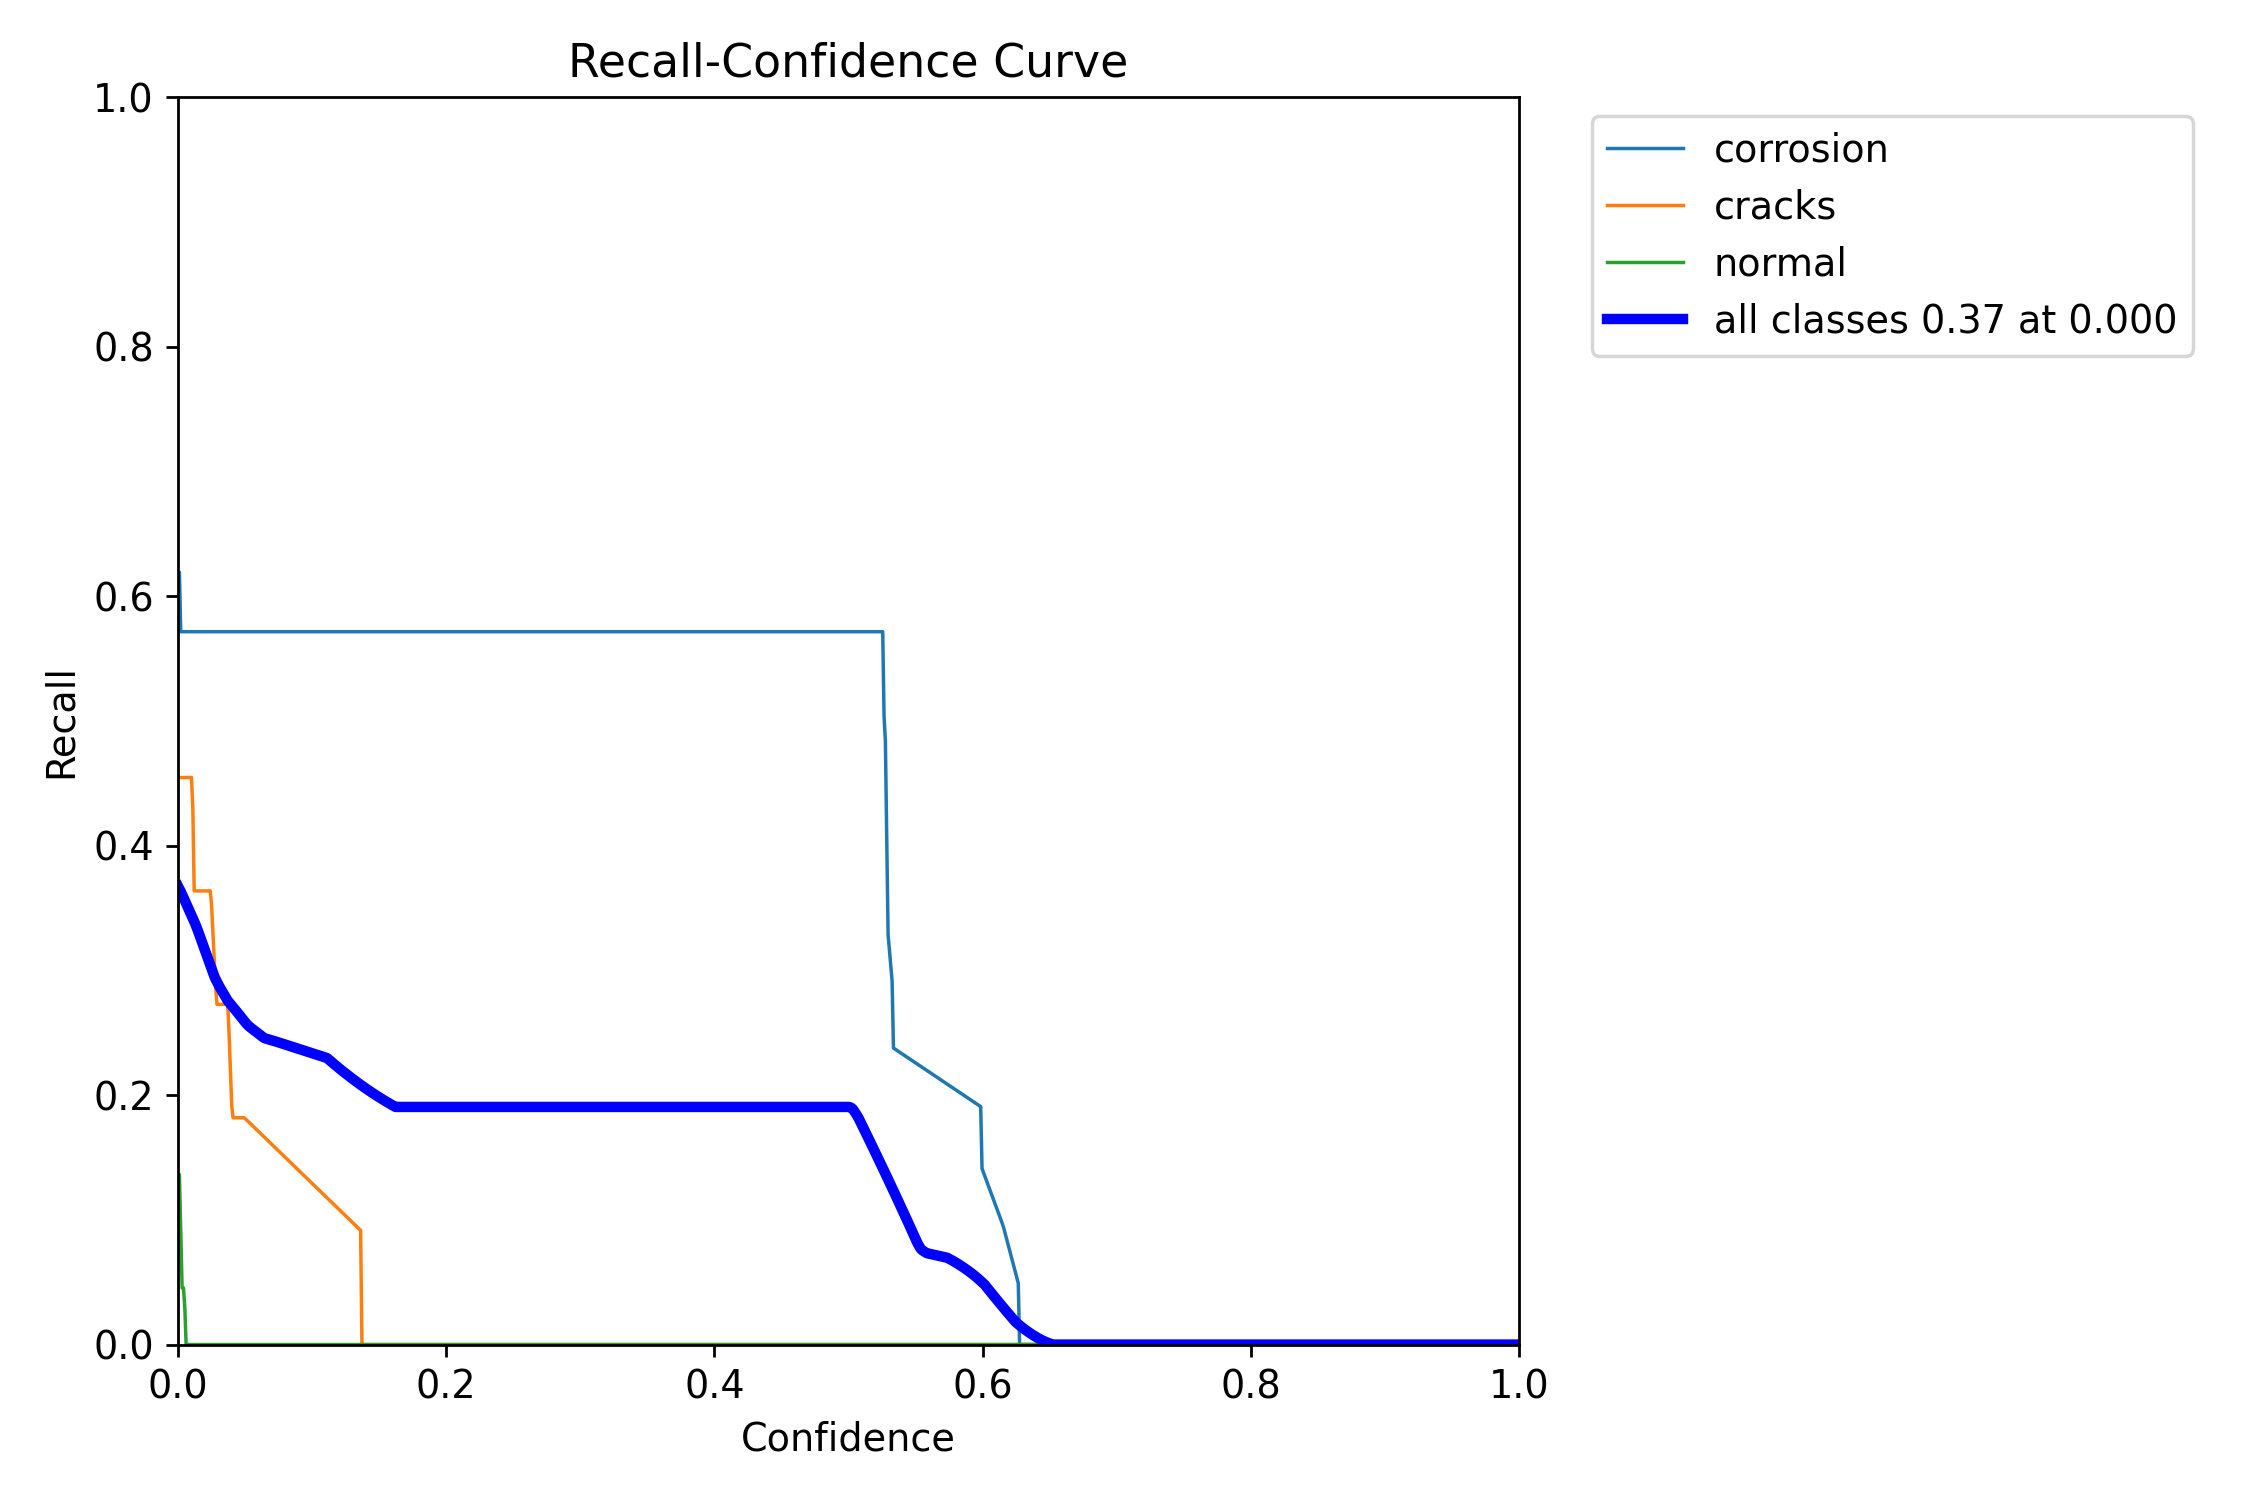 Recall-Confidence Curve
1.0
0.8
0.6
0.4
0.2
0.0
Recall
0.0 0.2 0.4 0.6 0.8 1.0
Confidence
corrosion
cracks
normal
all classes 0.37 at 0.000